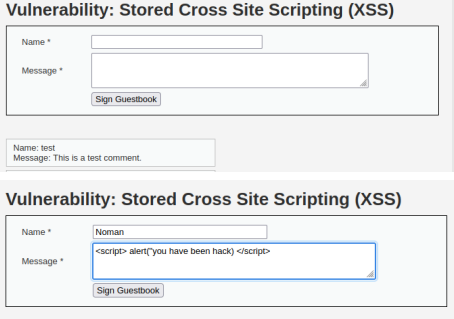 Vulnerability: Stored Cross Site Scripting (XSS)
Name *
Message *
Sign Guestbook
Name: test
Message: This is a test comment.
Vulnerability: Stored Cross Site Scripting (XSS)
Name * Noman
Message * <script> alert("you have been hack) </script>
Sign Guestbook